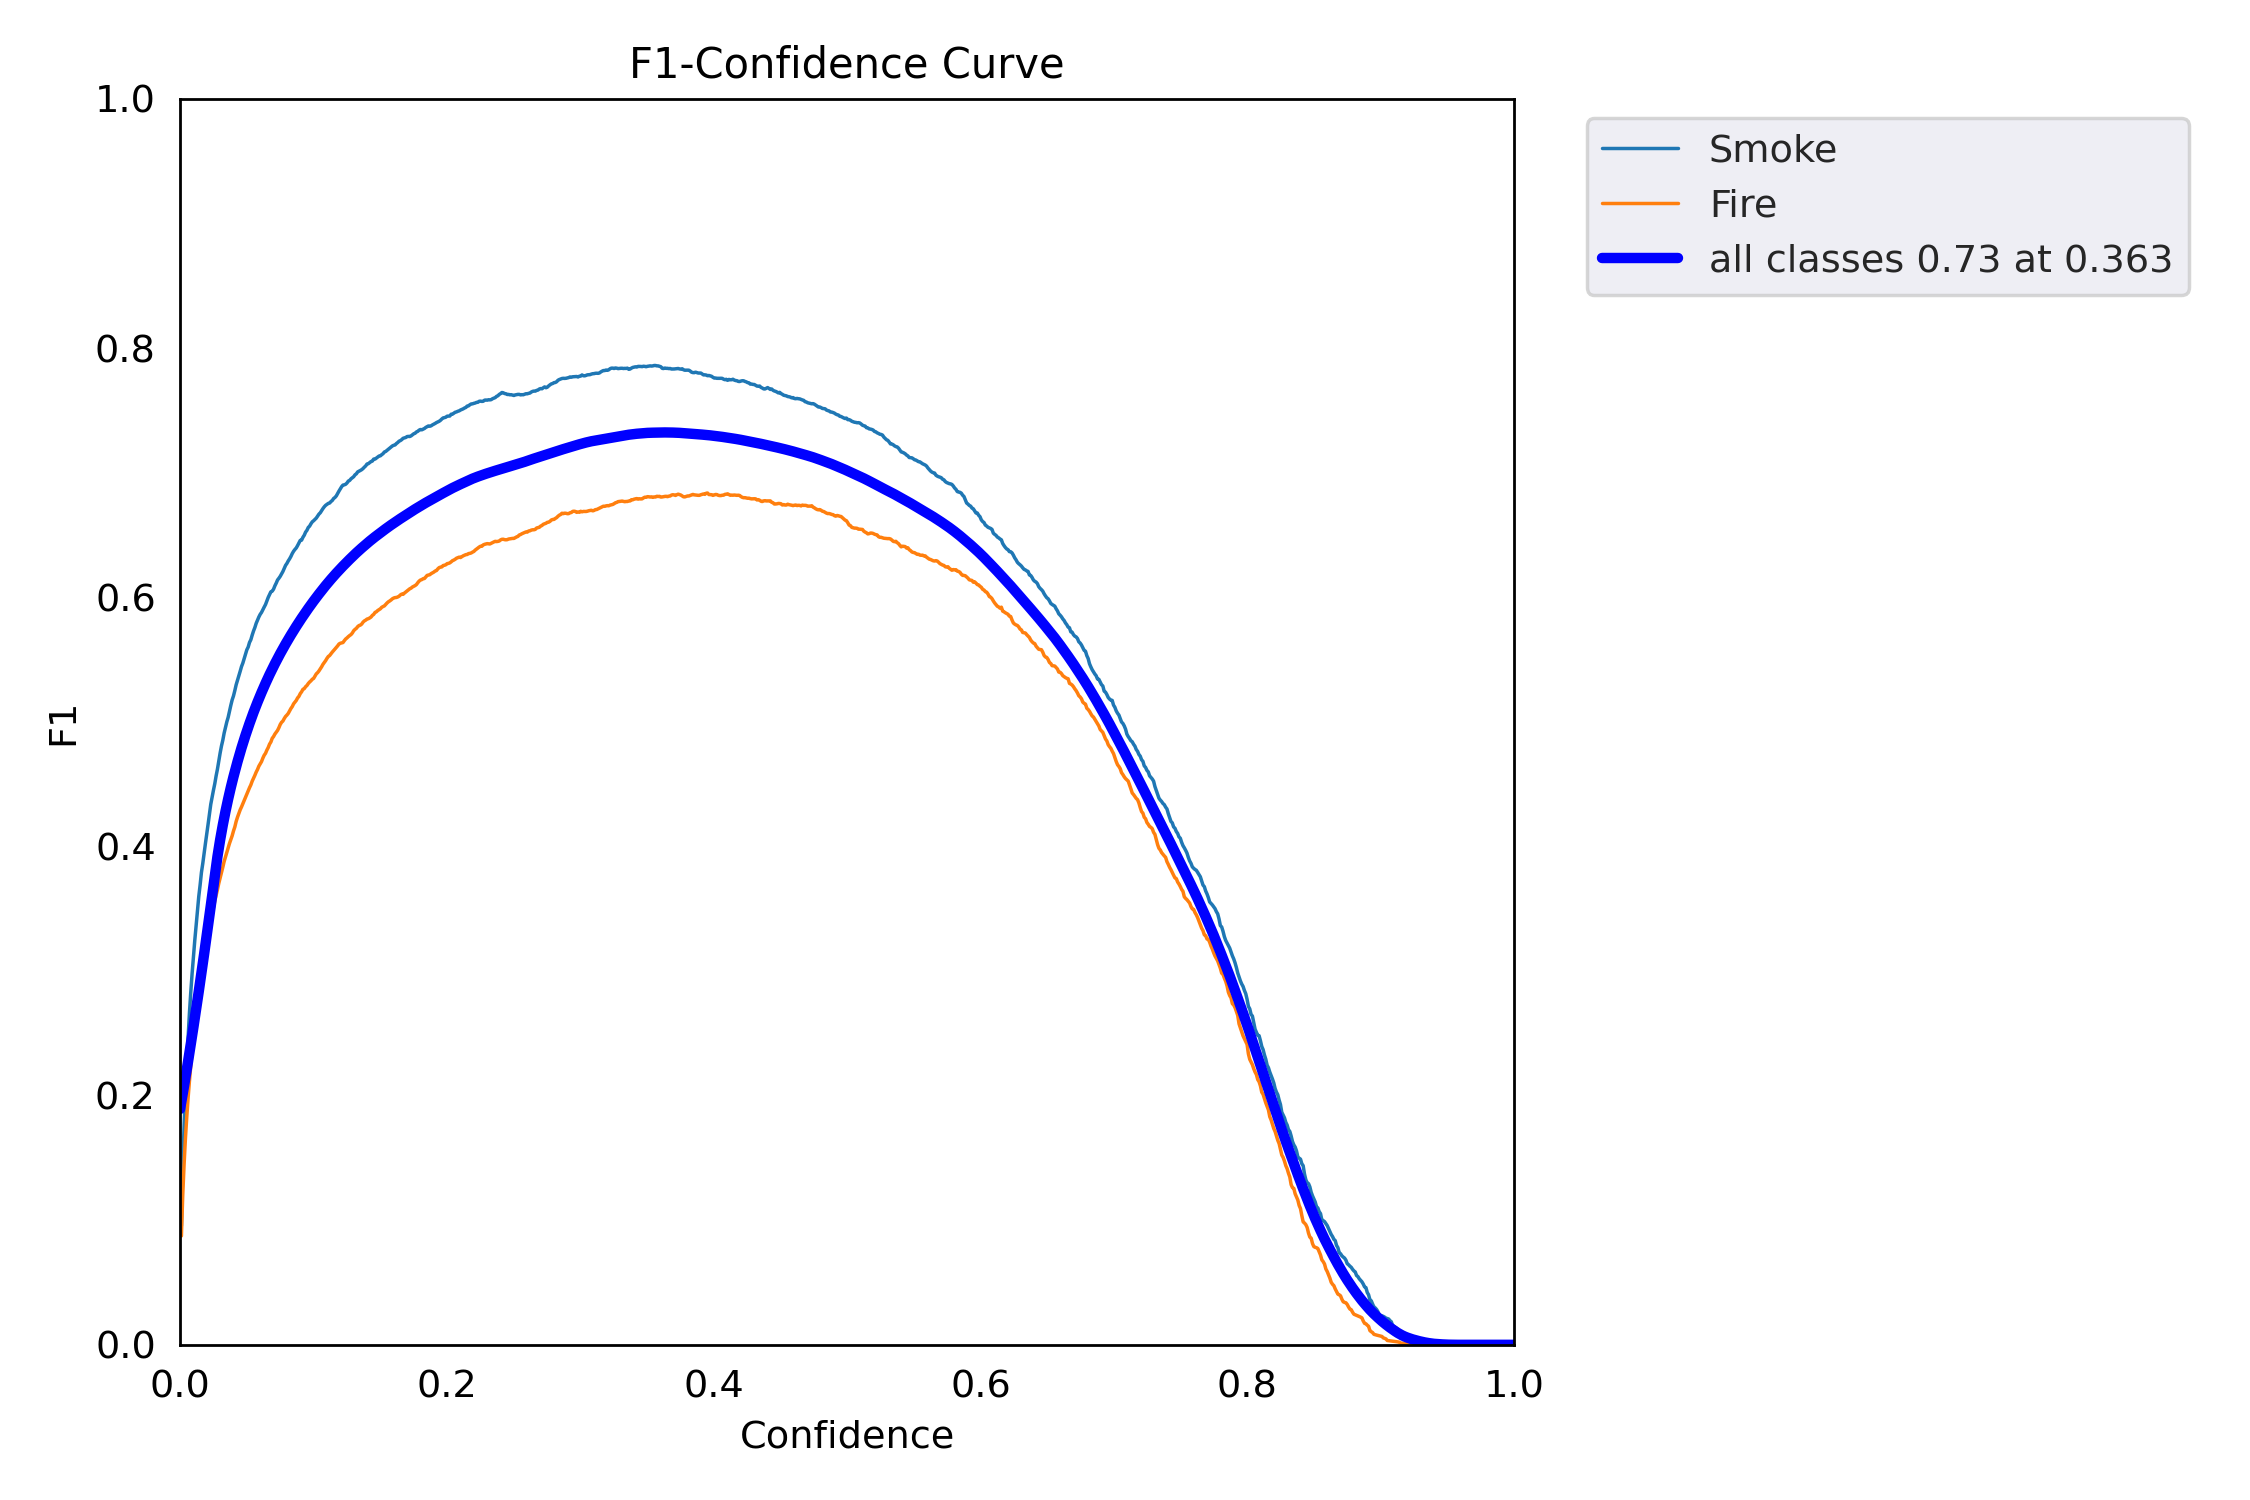 F1-Confidence Curve
1.0
0.8
0.6
0.4
0.2
0.0
F1
0.0 0.2 0.4 0.6 0.8 1.0
Confidence
Smoke
Fire
all classes 0.73 at 0.363